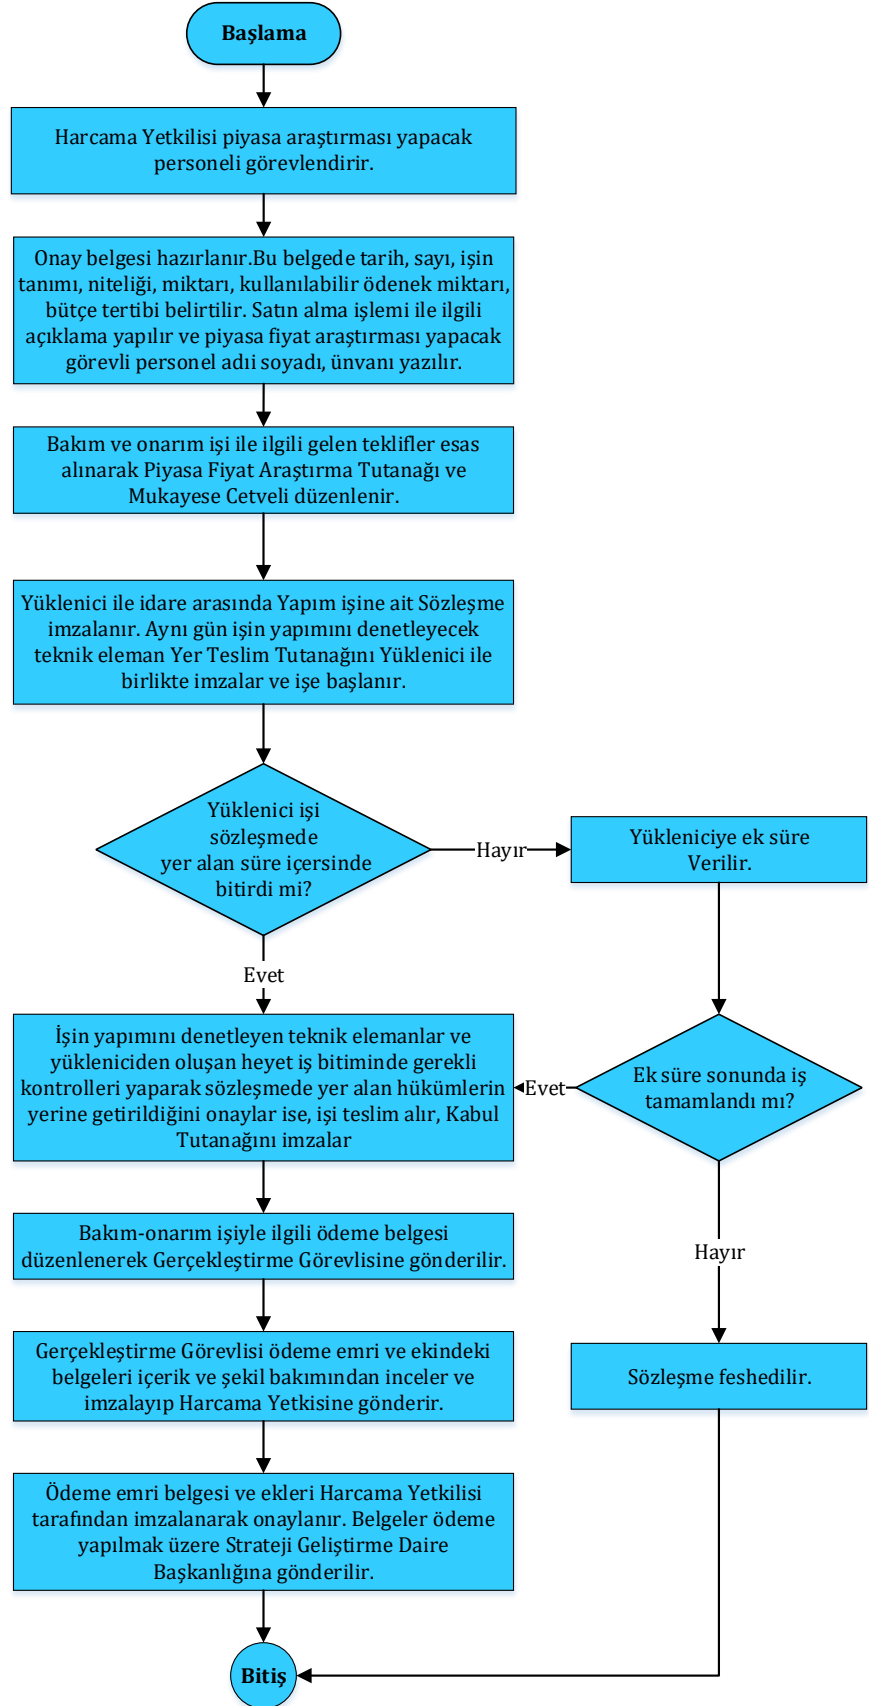 Başlama
Harcama Yetkilisi piyasa araştırması yapacak
personeli görevlendirir.
Onay belgesi hazırlanır.Bu belgede tarih, sayı, işin
tanımı, niteliği, miktarı, kullanılabilir ödenek miktarı,
bütçe tertibi belirtilir. Satın alma işlemi ile ilgili
açıklama yapılır ve piyasa fiyat araştırması yapacak
görevli personel adıi soyadı, ünvanı yazılır.
Bakım ve onarım işi ile ilgili gelen teklifler esas
alınarak Piyasa Fiyat Araştırma Tutanağı ve
Mukayese Cetveli düzenlenir.
Yüklenici ile idare arasında Yapım işine ait Sözleşme
imzalanır. Aynı gün işin yapımını denetleyecek
teknik eleman Yer Teslim Tutanağını Yüklenici ile
birlikte imzalar ve işe başlanır.
Yüklenici işi
sözleşmede
yer alan süre içersinde
bitirdi mi?
Hayır
Yükleniciye ek süre
Verilir.
Evet
İşin yapımını denetleyen teknik elemanlar ve
yükleniciden oluşan heyet iş bitiminde gerekli
kontrolleri yaparak sözleşmede yer alan hükümlerin
yerine getirildiğini onaylar ise, işi teslim alır, Kabul
Tutanağını imzalar
Evet
Ek süre sonunda iş
tamamlandı mı?
Bakım-onarım işiyle ilgili ödeme belgesi
düzenlenerek Gerçekleştirme Görevlisine gönderilir.
Hayır
Gerçekleştirme Görevlisi ödeme emri ve ekindeki
belgeleri içerik ve şekil bakımından inceler ve
imzalayıp Harcama Yetkisine gönderir.
Sözleşme feshedilir.
Ödeme emri belgesi ve ekleri Harcama Yetkilisi
tarafından imzalanarak onaylanır. Belgeler ödeme
yapılmak üzere Strateji Geliştirme Daire
Başkanlığına gönderilir.
Bitiş